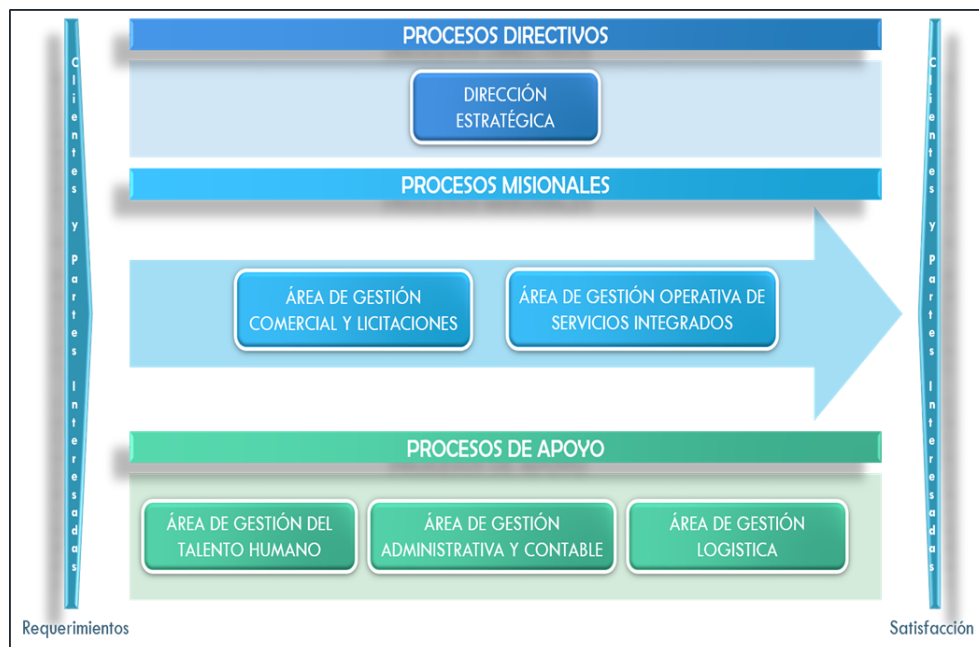 Clientes y Partes Interesadas
PROCESOS DIRECTIVOS
DIRECCIÓN
ESTRATÉGICA
PROCESOS MISIONALES
ÁREA DE GESTIÓN
COMERCIAL Y LICITACIONES
ÁREA DE GESTIÓN OPERATIVA DE
SERVICIOS INTEGRADOS
PROCESOS DE APOYO
ÁREA DE GESTIÓN DEL
TALENTO HUMANO
ÁREA DE GESTIÓN
ADMINISTRATIVA Y CONTABLE
ÁREA DE GESTIÓN
LOGISTICA
Clientes y Partes Interesadas
Requerimientos
Satisfacción